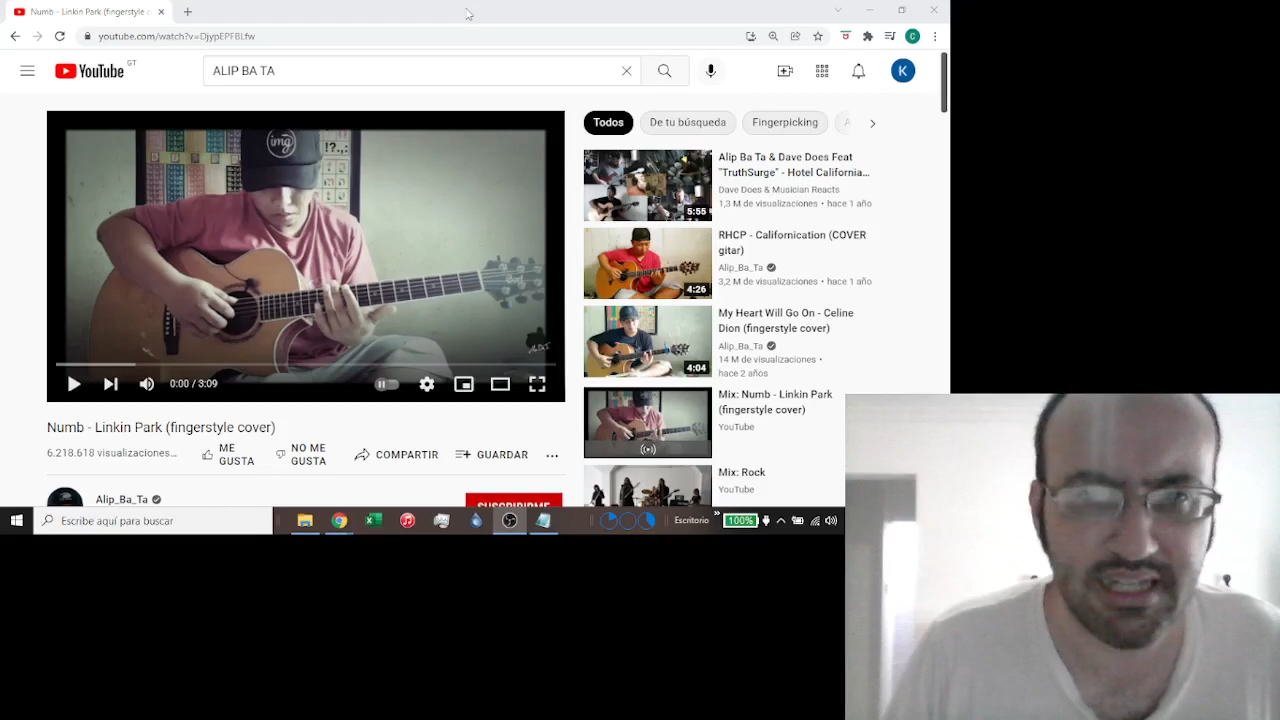 Numb - Linkin Park (fingerstyle c
youtube.com/watch?v=DjypEPFBLfw
YouTube GT
ALIP BA TA
K
C
img
!?.,:
0:00 / 3:09
Numb - Linkin Park (fingerstyle cover)
6.218.618 visualizaciones...
ME GUSTA
NO ME GUSTA
COMPARTIR
GUARDAR
Alip_Ba_Ta
SUSCRIBIRME
Todos
De tu búsqueda
Fingerpicking
Alip Ba Ta & Dave Does Feat
"TruthSurge" - Hotel California...
Dave Does & Musician Reacts
1,3 M de visualizaciones • hace 1 año
5:55
RHCP - Californication (COVER
gitar)
Alip_Ba_Ta
3,2 M de visualizaciones • hace 1 año
4:26
My Heart Will Go On - Celine
Dion (fingerstyle cover)
Alip_Ba_Ta
14 M de visualizaciones •
hace 2 años
4:04
Mix: Numb - Linkin Park
(fingerstyle cover)
YouTube
Mix: Rock
YouTube
Escribe aquí para buscar
Escritorio
100%